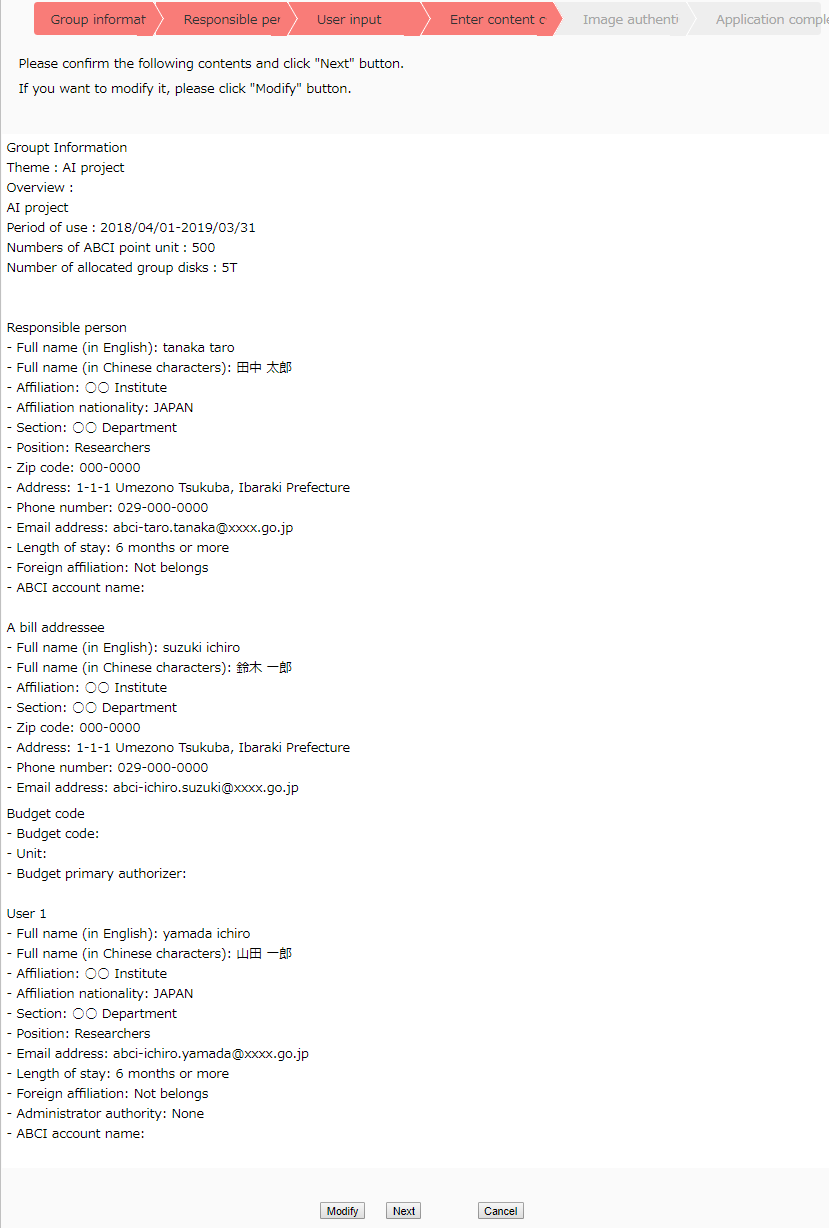 Group informat
Responsible per
User input
Enter content c
Image authenti
Application comple
Please confirm the following contents and click "Next" button.
If you want to modify it, please click "Modify" button.
Groupt Information
Theme : AI project
Overview :
AI project
Period of use : 2018/04/01-2019/03/31
Numbers of ABCI point unit : 500
Number of allocated group disks : 5T
Responsible person
- Full name (in English): tanaka taro
- Full name (in Chinese characters): 田中 太郎
- Affiliation: ○○ Institute
- Affiliation nationality: JAPAN
- Section: ○○ Department
- Position: Researchers
- Zip code: 000-0000
- Address: 1-1-1 Umezono Tsukuba, Ibaraki Prefecture
- Phone number: 029-000-0000
- Email address: abci-taro.tanaka@xxxx.go.jp
- Length of stay: 6 months or more
- Foreign affiliation: Not belongs
- ABCI account name:
A bill addressee
- Full name (in English): suzuki ichiro
- Full name (in Chinese characters): 鈴木 一郎
- Affiliation: ○○ Institute
- Section: ○○ Department
- Zip code: 000-0000
- Address: 1-1-1 Umezono Tsukuba, Ibaraki Prefecture
- Phone number: 029-000-0000
- Email address: abci-ichiro.suzuki@xxxx.go.jp
Budget code
- Budget code:
- Unit:
- Budget primary authorizer:
User 1
- Full name (in English): yamada ichiro
- Full name (in Chinese characters): 山田 一郎
- Affiliation: ○○ Institute
- Affiliation nationality: JAPAN
- Section: ○○ Department
- Position: Researchers
- Email address: abci-ichiro.yamada@xxxx.go.jp
- Length of stay: 6 months or more
- Foreign affiliation: Not belongs
- Administrator authority: None
- ABCI account name:
Modify Next Cancel